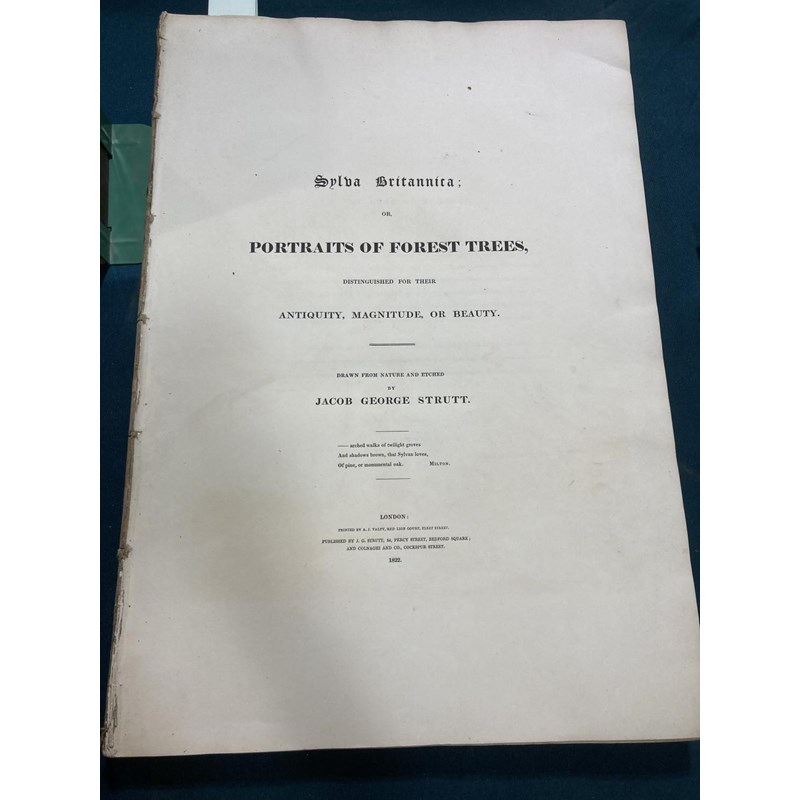 Sylva Britannica;
OR,
PORTRAITS OF FOREST TREES,
DISTINGUISHED FOR THEIR
ANTIQUITY, MAGNITUDE, OR BEAUTY.
DRAWN FROM NATURE AND ETCHED
BY
JACOB GEORGE STRUTT.
—— arched walks of twilight groves
And shadows brown, that Sylvan loves,
Of pine, or monumental oak. MILTON.
LONDON:
PRINTED BY A. J. VALPY, RED LION COURT, FLEET STREET.
PUBLISHED BY J. G. STRUTT, 44, PERCY STREET, BEDFORD SQUARE;
AND COLNAGHI AND CO., COCKSPUR STREET.
1822.